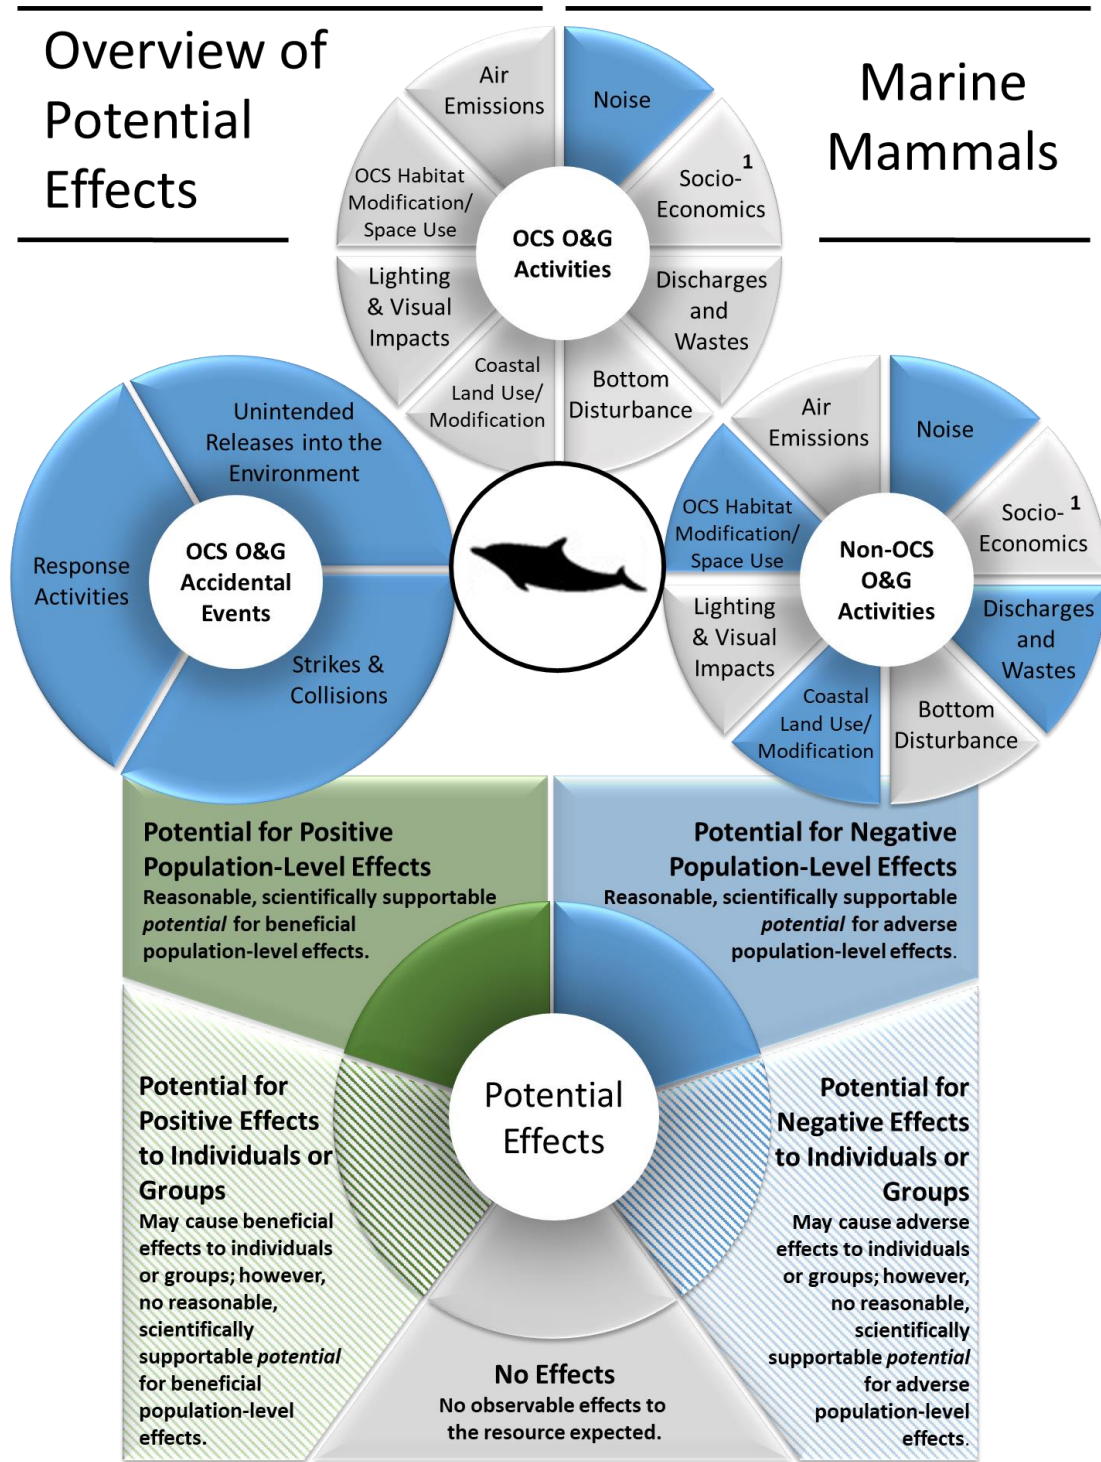 Overview of
Potential
Effects
Marine
Mammals
Air
Emissions
Noise
OCS Habitat
Modification/
Space Use
Socio- 1
Economics
OCS O&G
Activities
Lighting
& Visual
Impacts
Discharges
and
Wastes
Coastal
Land Use/
Modification
Bottom
Disturbance
Unintended
Releases into the
Environment
Response
Activities
OCS O&G
Accidental
Events
Strikes &
Collisions
Air
Emissions
Noise
OCS Habitat
Modification/
Space Use
Socio- 1
Economics
Non-OCS
O&G
Activities
Lighting
& Visual
Impacts
Discharges
and
Wastes
Coastal
Land Use/
Modification
Bottom
Disturbance
Potential for Positive
Population-Level Effects
Reasonable, scientifically supportable
potential for beneficial
population-level effects.
Potential for Negative
Population-Level Effects
Reasonable, scientifically supportable
potential for adverse
population-level effects.
Potential
Effects
Potential for
Positive Effects
to Individuals or
Groups
May cause beneficial
effects to individuals
or groups; however,
no reasonable,
scientifically
supportable potential
for beneficial
population-level
effects.
Potential for
Negative Effects
to Individuals or
Groups
May cause adverse
effects to individuals
or groups; however,
no reasonable,
scientifically
supportable potential
for adverse
population-level
effects.
No Effects
No observable effects to
the resource expected.